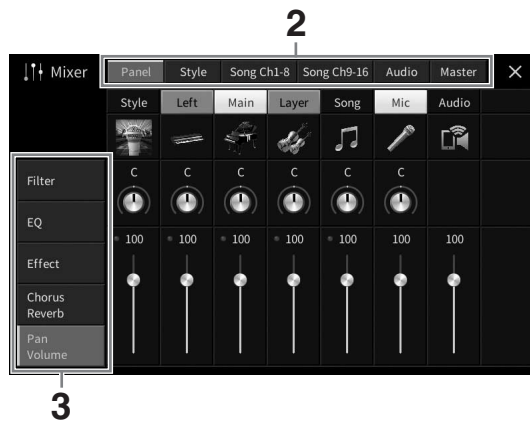 2
Mixer Panel Style Song Ch1-8 Song Ch9-16 Audio Master ×
Style Left Main Layer Song Mic Audio
C C C C C C
100 100 100 100 100 100 100
Filter
EQ
Effect
Chorus
Reverb
Pan
Volume
3